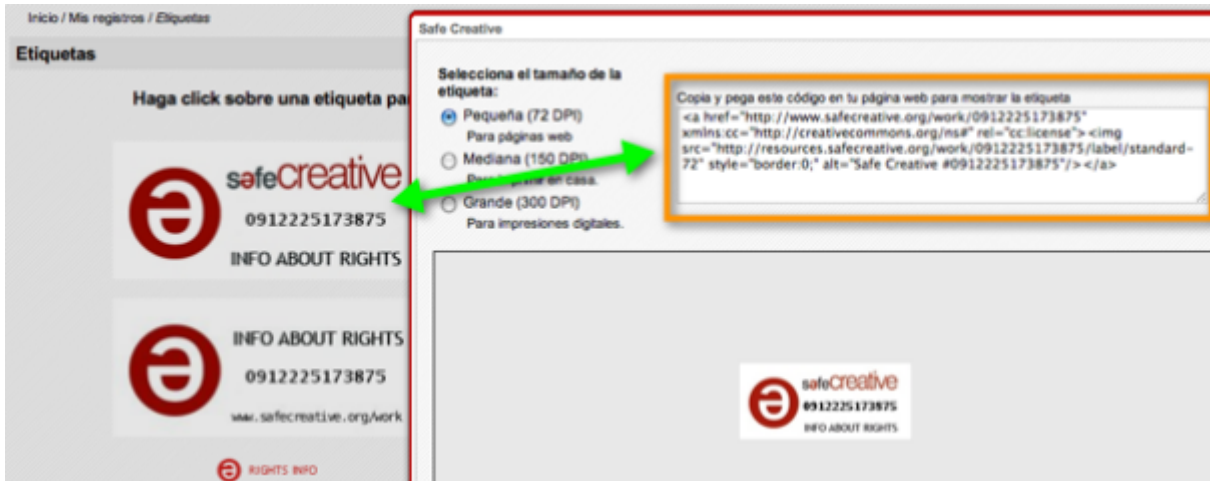 Inicio / Mis registros / Etiquetas
Etiquetas
Haga click sobre una etiqueta pa
safeCreative
0912225173875
INFO ABOUT RIGHTS
INFO ABOUT RIGHTS
0912225173875
www.safecreative.org/work
RIGHTS INFO
Safe Creative
Selecciona el tamaño de la
etiqueta:
Pequeña (72 DPI)
Para páginas web
Mediana (150 DPI)
Para imprimir en casa.
Grande (300 DPI)
Para impresiones digitales.
Copia y pega este código en tu página web para mostrar la etiqueta
<a href="http://www.safecreative.org/work/0912225173875"
xmlns:cc="http://creativecommons.org/ns#" rel="cc:license"><img
src="http://resources.safecreative.org/work/0912225173875/label/standard-
72" style="border:0;" alt="Safe Creative #0912225173875"/></a>
safeCreative
0912225173875
INFO ABOUT RIGHTS